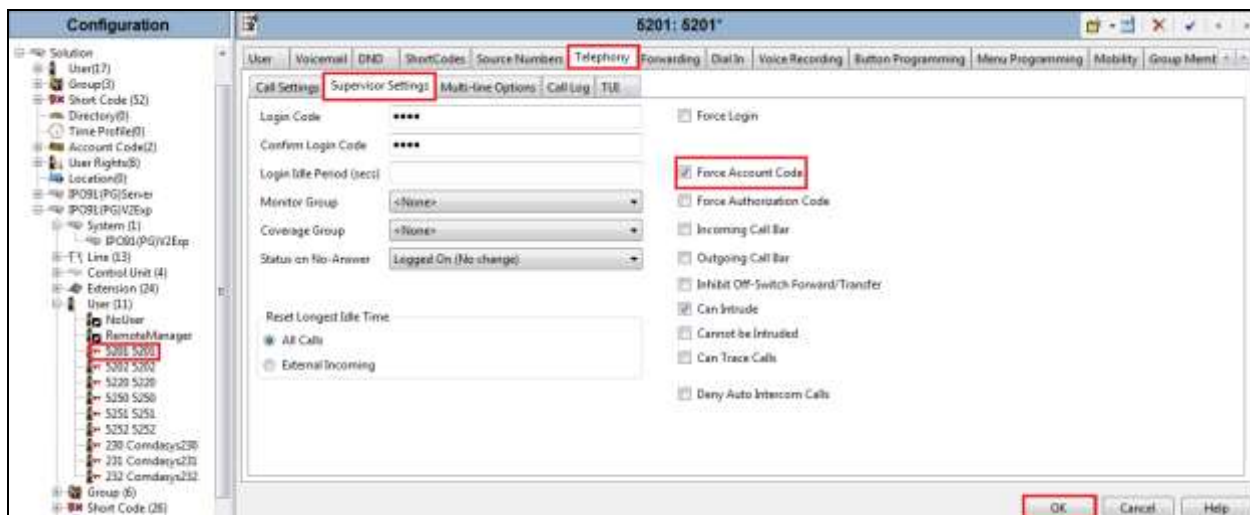 Configuration
5201: 5201*
Solution
User(17)
Group(3)
Short Code (52)
Directory(0)
Time Profile(0)
Account Code(2)
User Rights(8)
Location(0)
IPO91(PG)Server
IPO91(PG)V2Exp
System (1)
IPO91(PG)V2Exp
Line (13)
Control Unit (4)
Extension (24)
User (11)
NoUser
RemoteManager
5201 5201
5202 5202
5220 5220
5250 5250
5251 5251
5252 5252
230 Comdasys230
231 Comdasys231
232 Comdasys232
Group (6)
Short Code (26)
User Voicemail DND ShortCodes Source Numbers Telephony Forwarding Dial In Voice Recording Button Programming Menu Programming Mobility Group Memt
Call Settings Supervisor Settings Multi-line Options Call Log TUI
Login Code ••••
Confirm Login Code ••••
Login Idle Period (secs)
Monitor Group <None>
Coverage Group <None>
Status on No-Answer Logged On (No change)
Reset Longest Idle Time
All Calls
External Incoming
Force Login
Force Account Code
Force Authorization Code
Incoming Call Bar
Outgoing Call Bar
Inhibit Off-Switch Forward/Transfer
Can Intrude
Cannot be Intruded
Can Trace Calls
Deny Auto Intercom Calls
OK Cancel Help